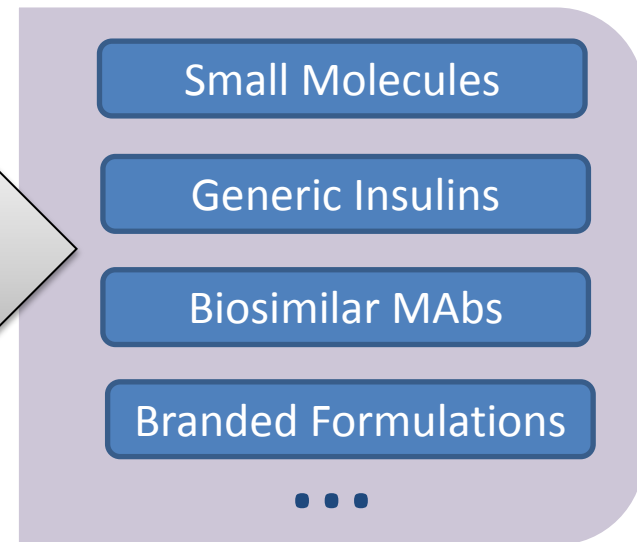 Small Molecules
Generic Insulins
Biosimilar MAbs
Branded Formulations
...